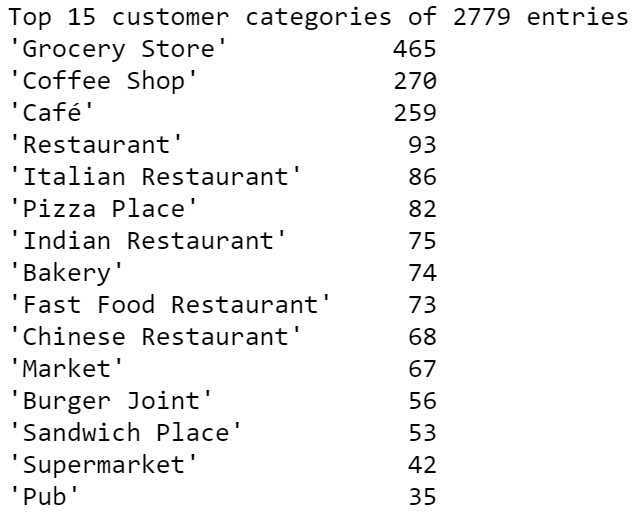 Top 15 customer categories of 2779 entries
'Grocery Store' 465
'Coffee Shop' 270
'Café' 259
'Restaurant' 93
'Italian Restaurant' 86
'Pizza Place' 82
'Indian Restaurant' 75
'Bakery' 74
'Fast Food Restaurant' 73
'Chinese Restaurant' 68
'Market' 67
'Burger Joint' 56
'Sandwich Place' 53
'Supermarket' 42
'Pub' 35